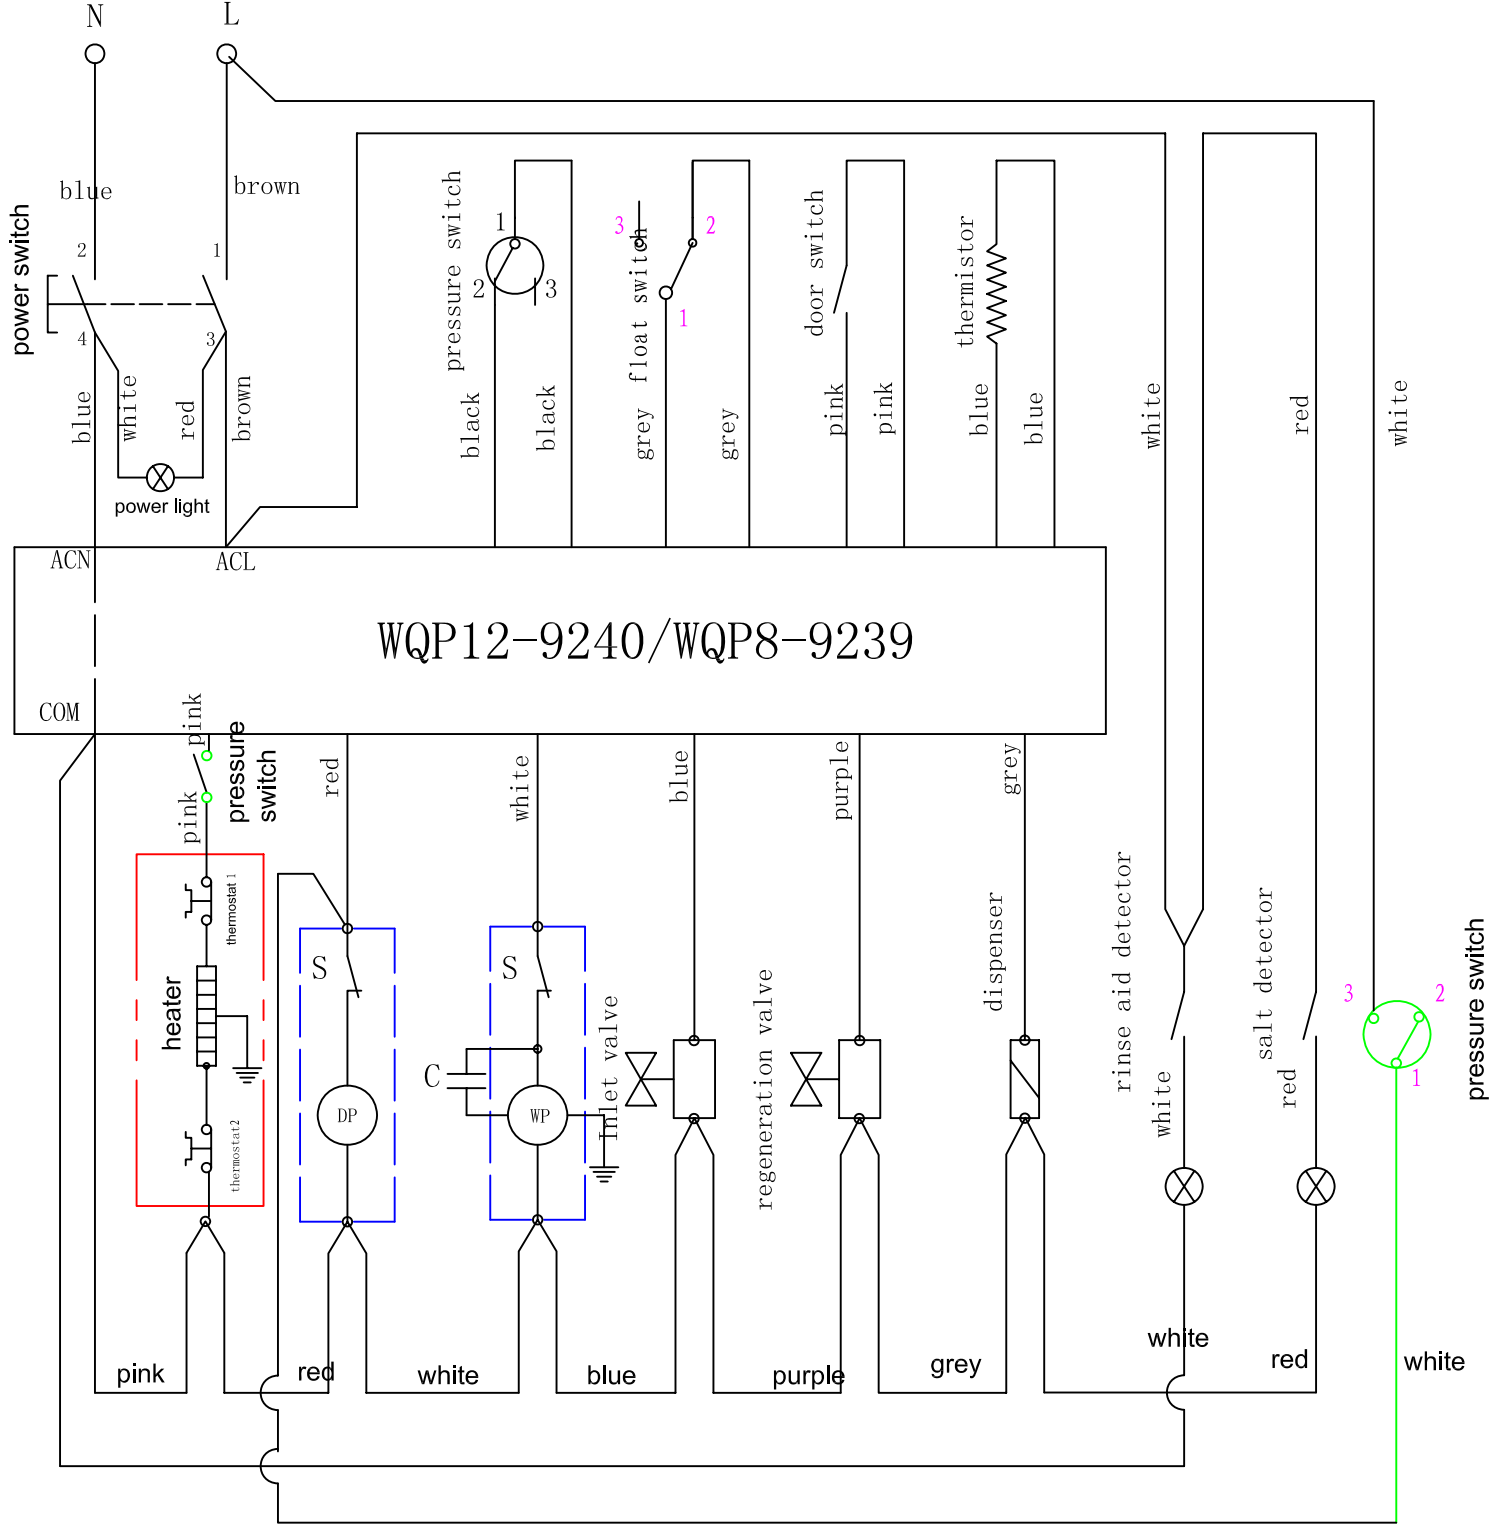 N
L
blue
brown
power switch
2
1
4
3
blue
white
red
brown
power light
pressure switch
1
2
3
black
black
float switch
3
2
1
grey
grey
door switch
pink
pink
thermistor
blue
blue
white
red
white
ACN
ACL
WQP12-9240/WQP8-9239
COM
pink
pressure
switch
pink
red
white
blue
purple
grey
thermostat 1
heater
thermostat2
S
DP
S
C
WP
Inlet valve
regeneration valve
dispenser
rinse aid detector
white
salt detector
red
3
2
1
pressure switch
pink
red
white
blue
purple
grey
white
red
white